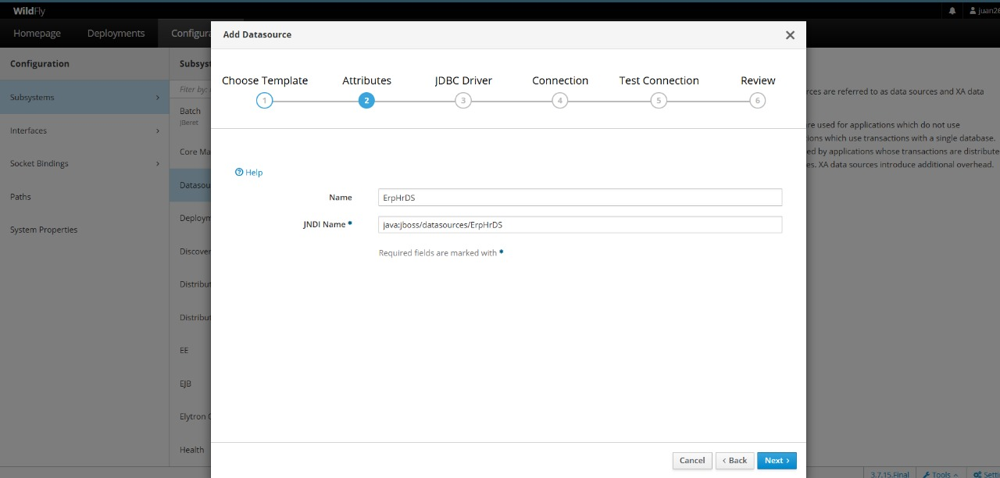 WildFly
juan26
Homepage
Deployments
Configura
Add Datasource
Configuration
Subsyst
Choose Template
Attributes
JDBC Driver
Connection
Test Connection
Review
1
2
3
4
5
6
Filter by:
Subsystems
Batch
JBeret
Interfaces
Core Ma
Socket Bindings
Datasou
Paths
Deploym
System Properties
Discover
Distribut
Distribut
EE
EJB
Elytron
Health
rces are referred to as data sources and XA data
re used for applications which do not use
ions which use transactions with a single database.
ed by applications whose transactions are distribute
es. XA data sources introduce additional overhead.
Help
Name
ErpHrDS
JNDI Name *
java:jboss/datasources/ErpHrDS
Required fields are marked with *
Cancel
‹ Back
Next ›
3.7.15.Final
Tools
Setti